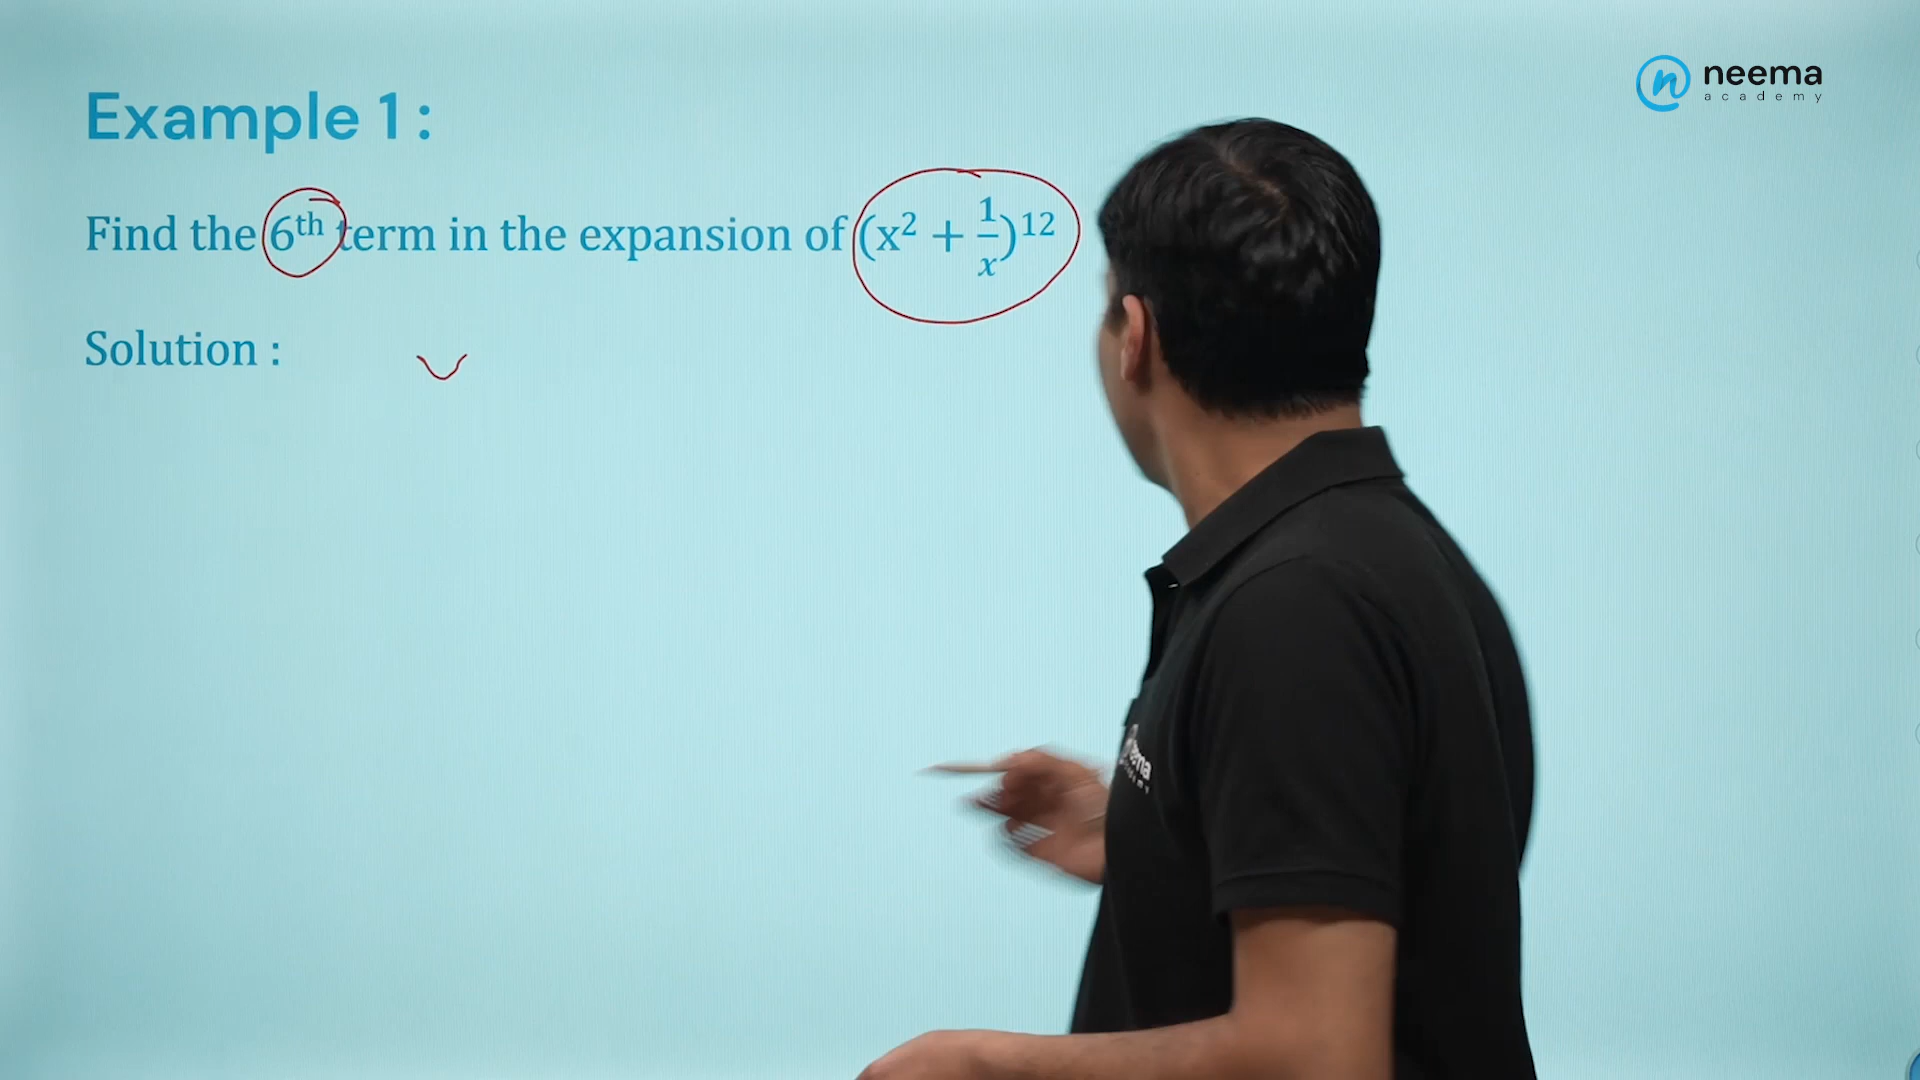 neema
academy
Example 1 :
Find the 6th term in the expansion of (x² + 1/x)¹²
Solution :